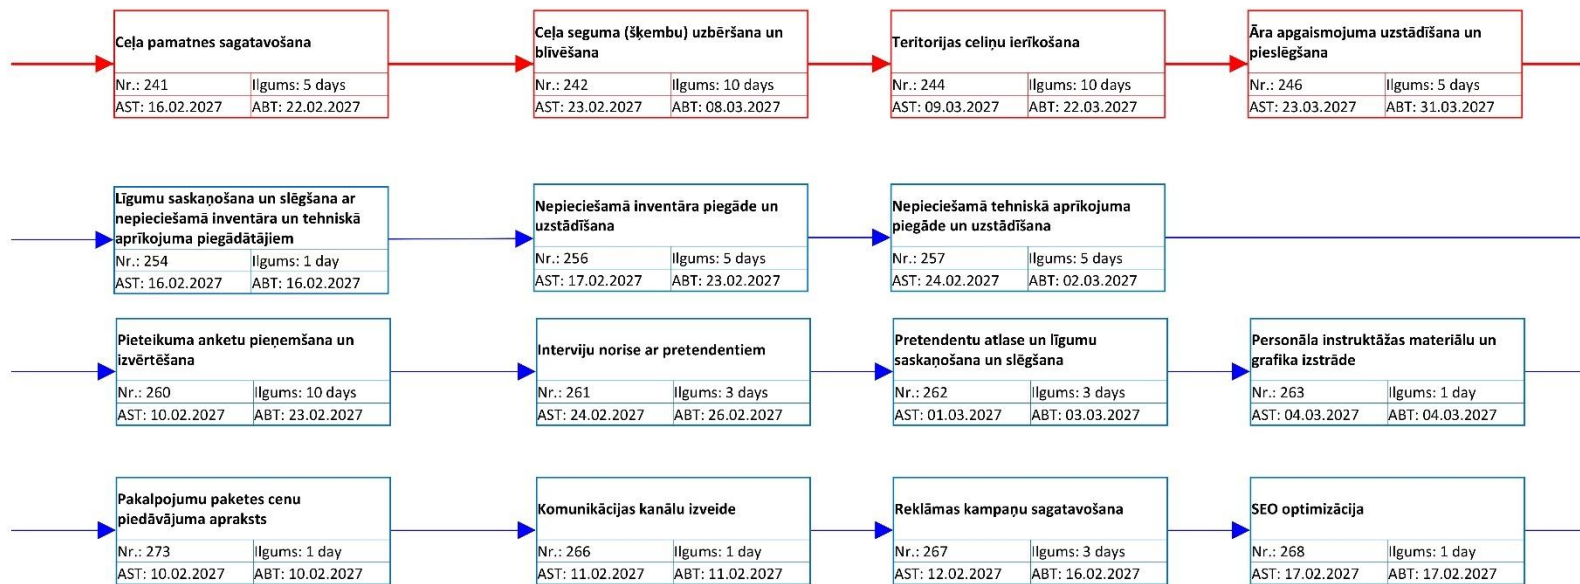 Ceļa pamatnes sagatavošana
Nr.: 241 Ilgums: 5 days
AST: 16.02.2027 ABT: 22.02.2027
Ceļa seguma (šķembu) uzbēršana un
blīvēšana
Nr.: 242 Ilgums: 10 days
AST: 23.02.2027 ABT: 08.03.2027
Teritorijas celiņu ierīkošana
Nr.: 244 Ilgums: 10 days
AST: 09.03.2027 ABT: 22.03.2027
Āra apgaismojuma uzstādīšana un
pieslēgšana
Nr.: 246 Ilgums: 5 days
AST: 23.03.2027 ABT: 31.03.2027
Līgumu saskaņošana un slēgšana ar
nepieciešamā inventāra un tehniskā
aprīkojuma piegādātājiem
Nr.: 254 Ilgums: 1 day
AST: 16.02.2027 ABT: 16.02.2027
Nepieciešamā inventāra piegāde un
uzstādīšana
Nr.: 256 Ilgums: 5 days
AST: 17.02.2027 ABT: 23.02.2027
Nepieciešamā tehniskā aprīkojuma
piegāde un uzstādīšana
Nr.: 257 Ilgums: 5 days
AST: 24.02.2027 ABT: 02.03.2027
Pieteikuma anketu pieņemšana un
izvērtēšana
Nr.: 260 Ilgums: 10 days
AST: 10.02.2027 ABT: 23.02.2027
Interviju norise ar pretendentiem
Nr.: 261 Ilgums: 3 days
AST: 24.02.2027 ABT: 26.02.2027
Pretendentu atlase un līgumu
saskaņošana un slēgšana
Nr.: 262 Ilgums: 3 days
AST: 01.03.2027 ABT: 03.03.2027
Personāla instruktāžas materiālu un
grafika izstrāde
Nr.: 263 Ilgums: 1 day
AST: 04.03.2027 ABT: 04.03.2027
Pakalpojumu paketes cenu
piedāvājuma apraksts
Nr.: 273 Ilgums: 1 day
AST: 10.02.2027 ABT: 10.02.2027
Komunikācijas kanālu izveide
Nr.: 266 Ilgums: 1 day
AST: 11.02.2027 ABT: 11.02.2027
Reklāmas kampaņu sagatavošana
Nr.: 267 Ilgums: 3 days
AST: 12.02.2027 ABT: 16.02.2027
SEO optimizācija
Nr.: 268 Ilgums: 1 day
AST: 17.02.2027 ABT: 17.02.2027